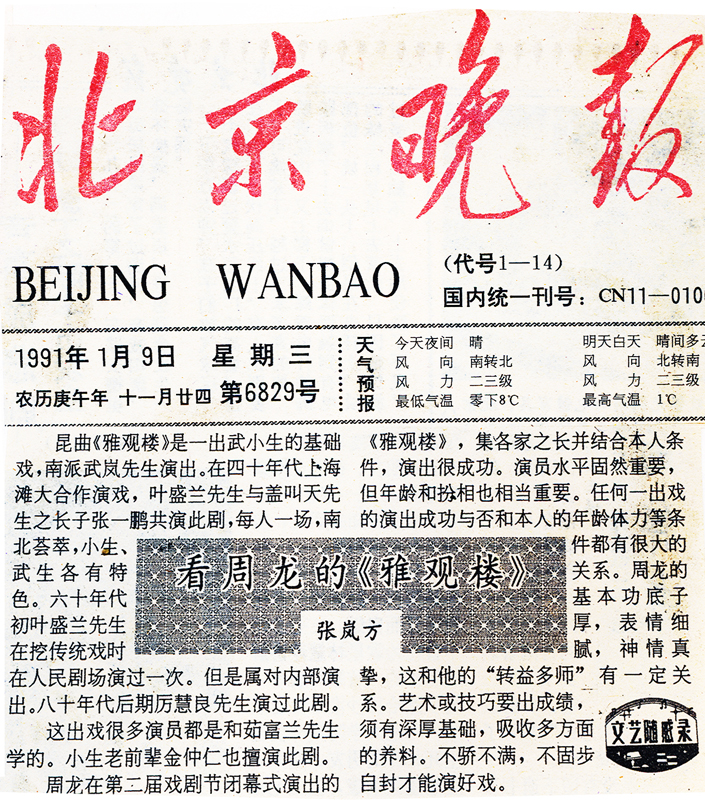 北京晚报
BEIJING WANBAO
(代号1—14)
国内统一刊号：CN11—010
1991年1月9日 星期三
农历庚午年 十一月廿四 第6829号
天气预报
今天夜间 晴
风 向 南转北
风 力 二三级
最低气温 零下8℃
明天白天 晴间多云
风 向 北转南
风 力 二三级
最高气温 1℃
看周龙的《雅观楼》
张岚方
昆曲《雅观楼》是一出武小生的基础
戏，南派武岚先生演出。在四十年代上海
滩大合作演戏，叶盛兰先生与盖叫天先
生之长子张一鹏共演此剧，每人一场，南
北荟萃，小生、
武生各有特
色。六十年代
初叶盛兰先生
在挖传统戏时
在人民剧场演过一次。但是属对内部演
出。八十年代后期厉慧良先生演过此剧。
这出戏很多演员都是和茹富兰先生
学的。小生老前辈金仲仁也擅演此剧。
周龙在第二届戏剧节闭幕式演出的
《雅观楼》，集各家之长并结合本人条
件，演出很成功。演员水平固然重要，
但年龄和扮相也相当重要。任何一出戏
的演出成功与否和本人的年龄体力等条
件都有很大的
关系。周龙的
基本功底子
厚，表情细
腻，神情真
挚，这和他的“转益多师”有一定关
系。艺术或技巧要出成绩，
须有深厚基础，吸收多方面
的养料。不骄不满，不固步
自封才能演好戏。
文艺随感录